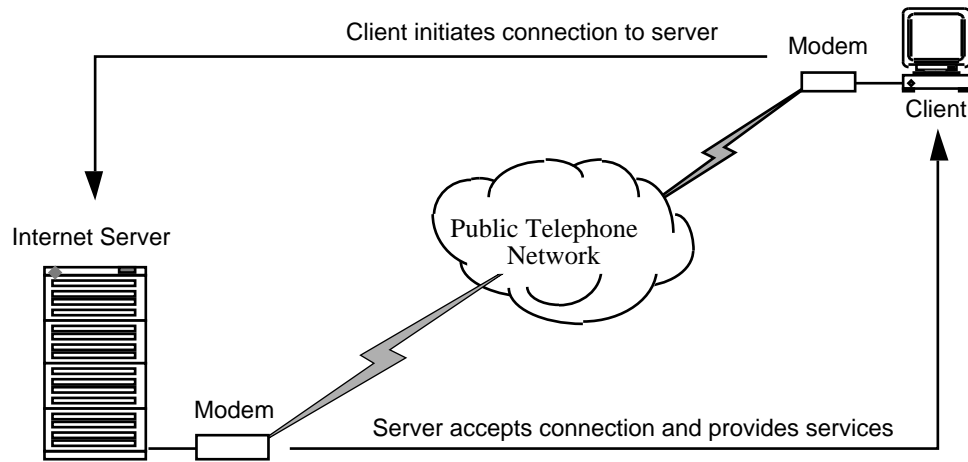 Client initiates connection to server
Modem
Client
Public Telephone
Network
Internet Server
Modem
Server accepts connection and provides services